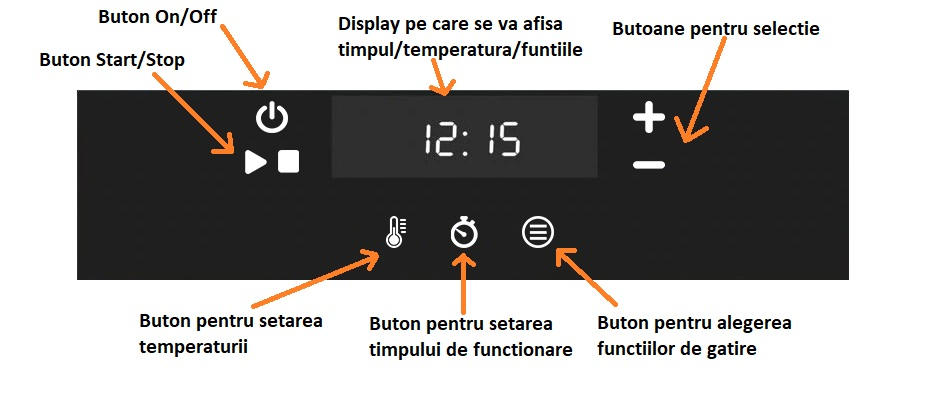 Buton On/Off
Display pe care se va afisa
timpul/temperatura/funtiile
Butoane pentru selectie
Buton Start/Stop
12:15
Buton pentru setarea
temperaturii
Buton pentru setarea
timpului de functionare
Buton pentru alegerea
functiilor de gatire